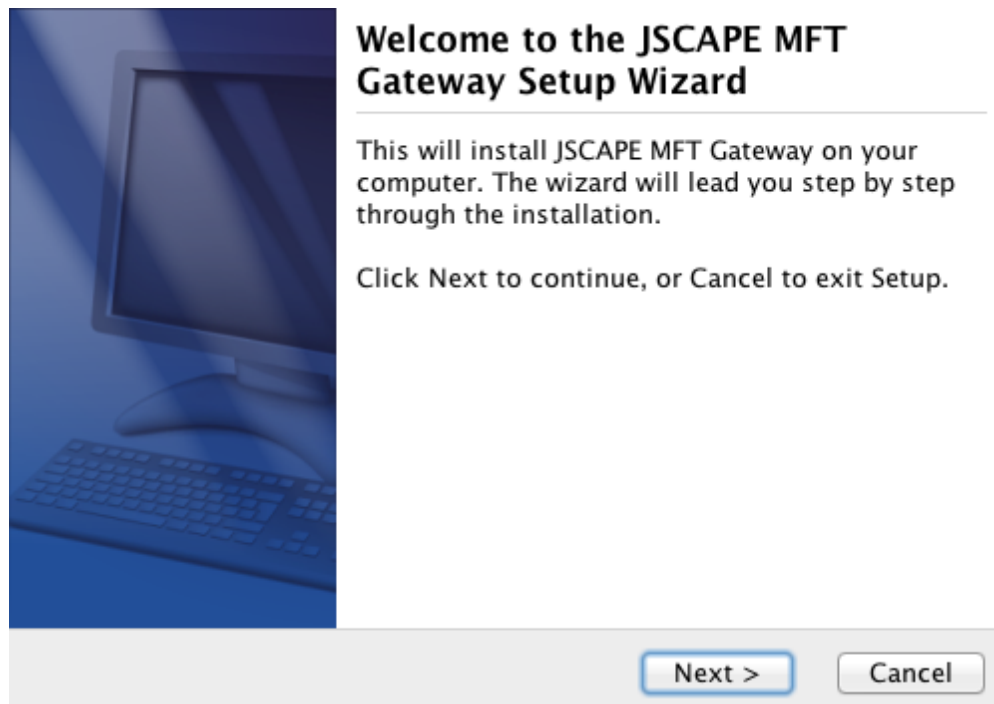 Welcome to the JSCAPE MFT
Gateway Setup Wizard
This will install JSCAPE MFT Gateway on your
computer. The wizard will lead you step by step
through the installation.
Click Next to continue, or Cancel to exit Setup.
Next >
Cancel